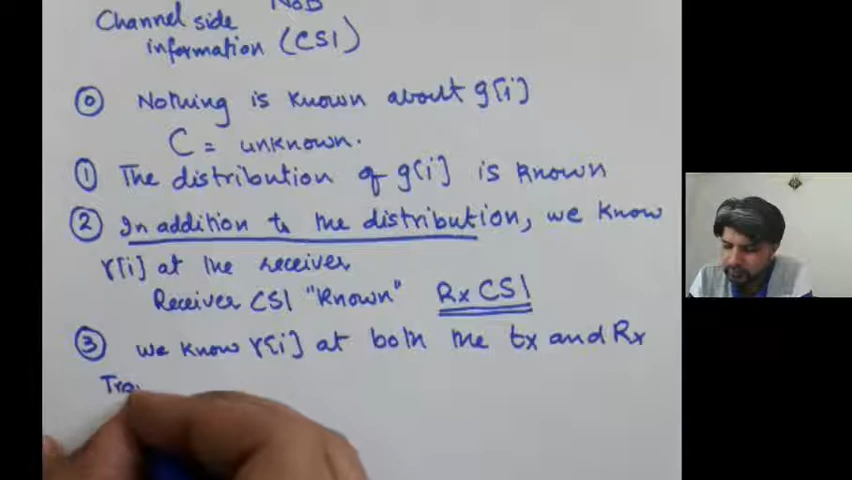 Channel side
information (CSI)
⓪ Nothing is known about g[i]
C = unknown.
① The distribution of g[i] is known
② In addition to the distribution, we know
γ[i] at the receiver
Receiver CSI "Known" Rx CSI
③ we know γ[i] at both the tx and Rx